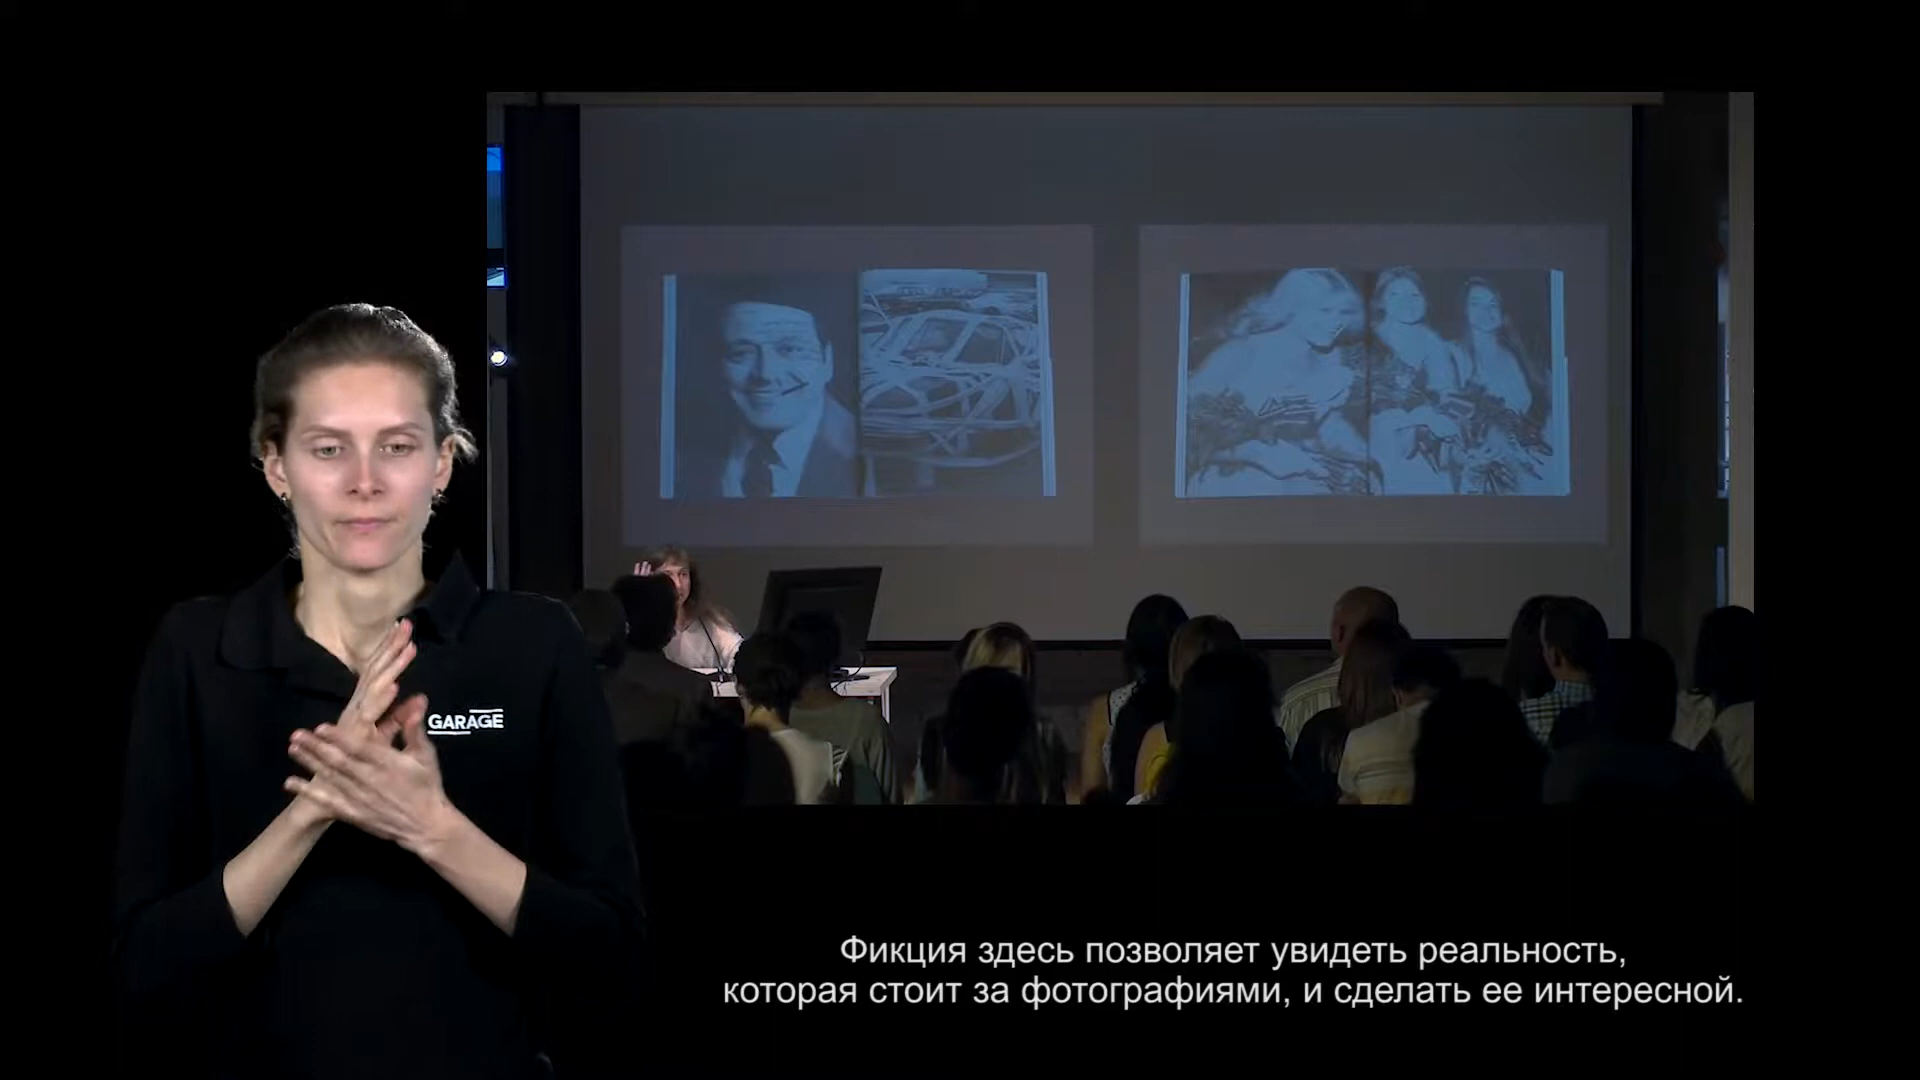 GARAGE
Фикция здесь позволяет увидеть реальность,
которая стоит за фотографиями, и сделать ее интересной.